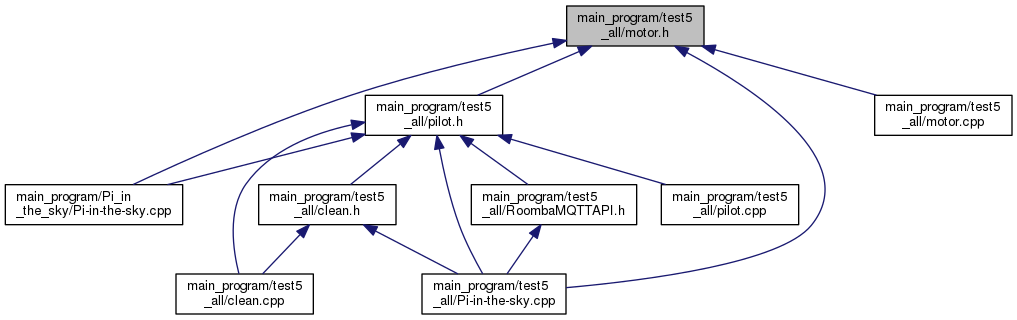 main_program/test5
_all/motor.h
main_program/test5
_all/pilot.h
main_program/test5
_all/motor.cpp
main_program/Pi_in
_the_sky/Pi-in-the-sky.cpp
main_program/test5
_all/clean.h
main_program/test5
_all/RoombaMQTTAPI.h
main_program/test5
_all/pilot.cpp
main_program/test5
_all/clean.cpp
main_program/test5
_all/Pi-in-the-sky.cpp